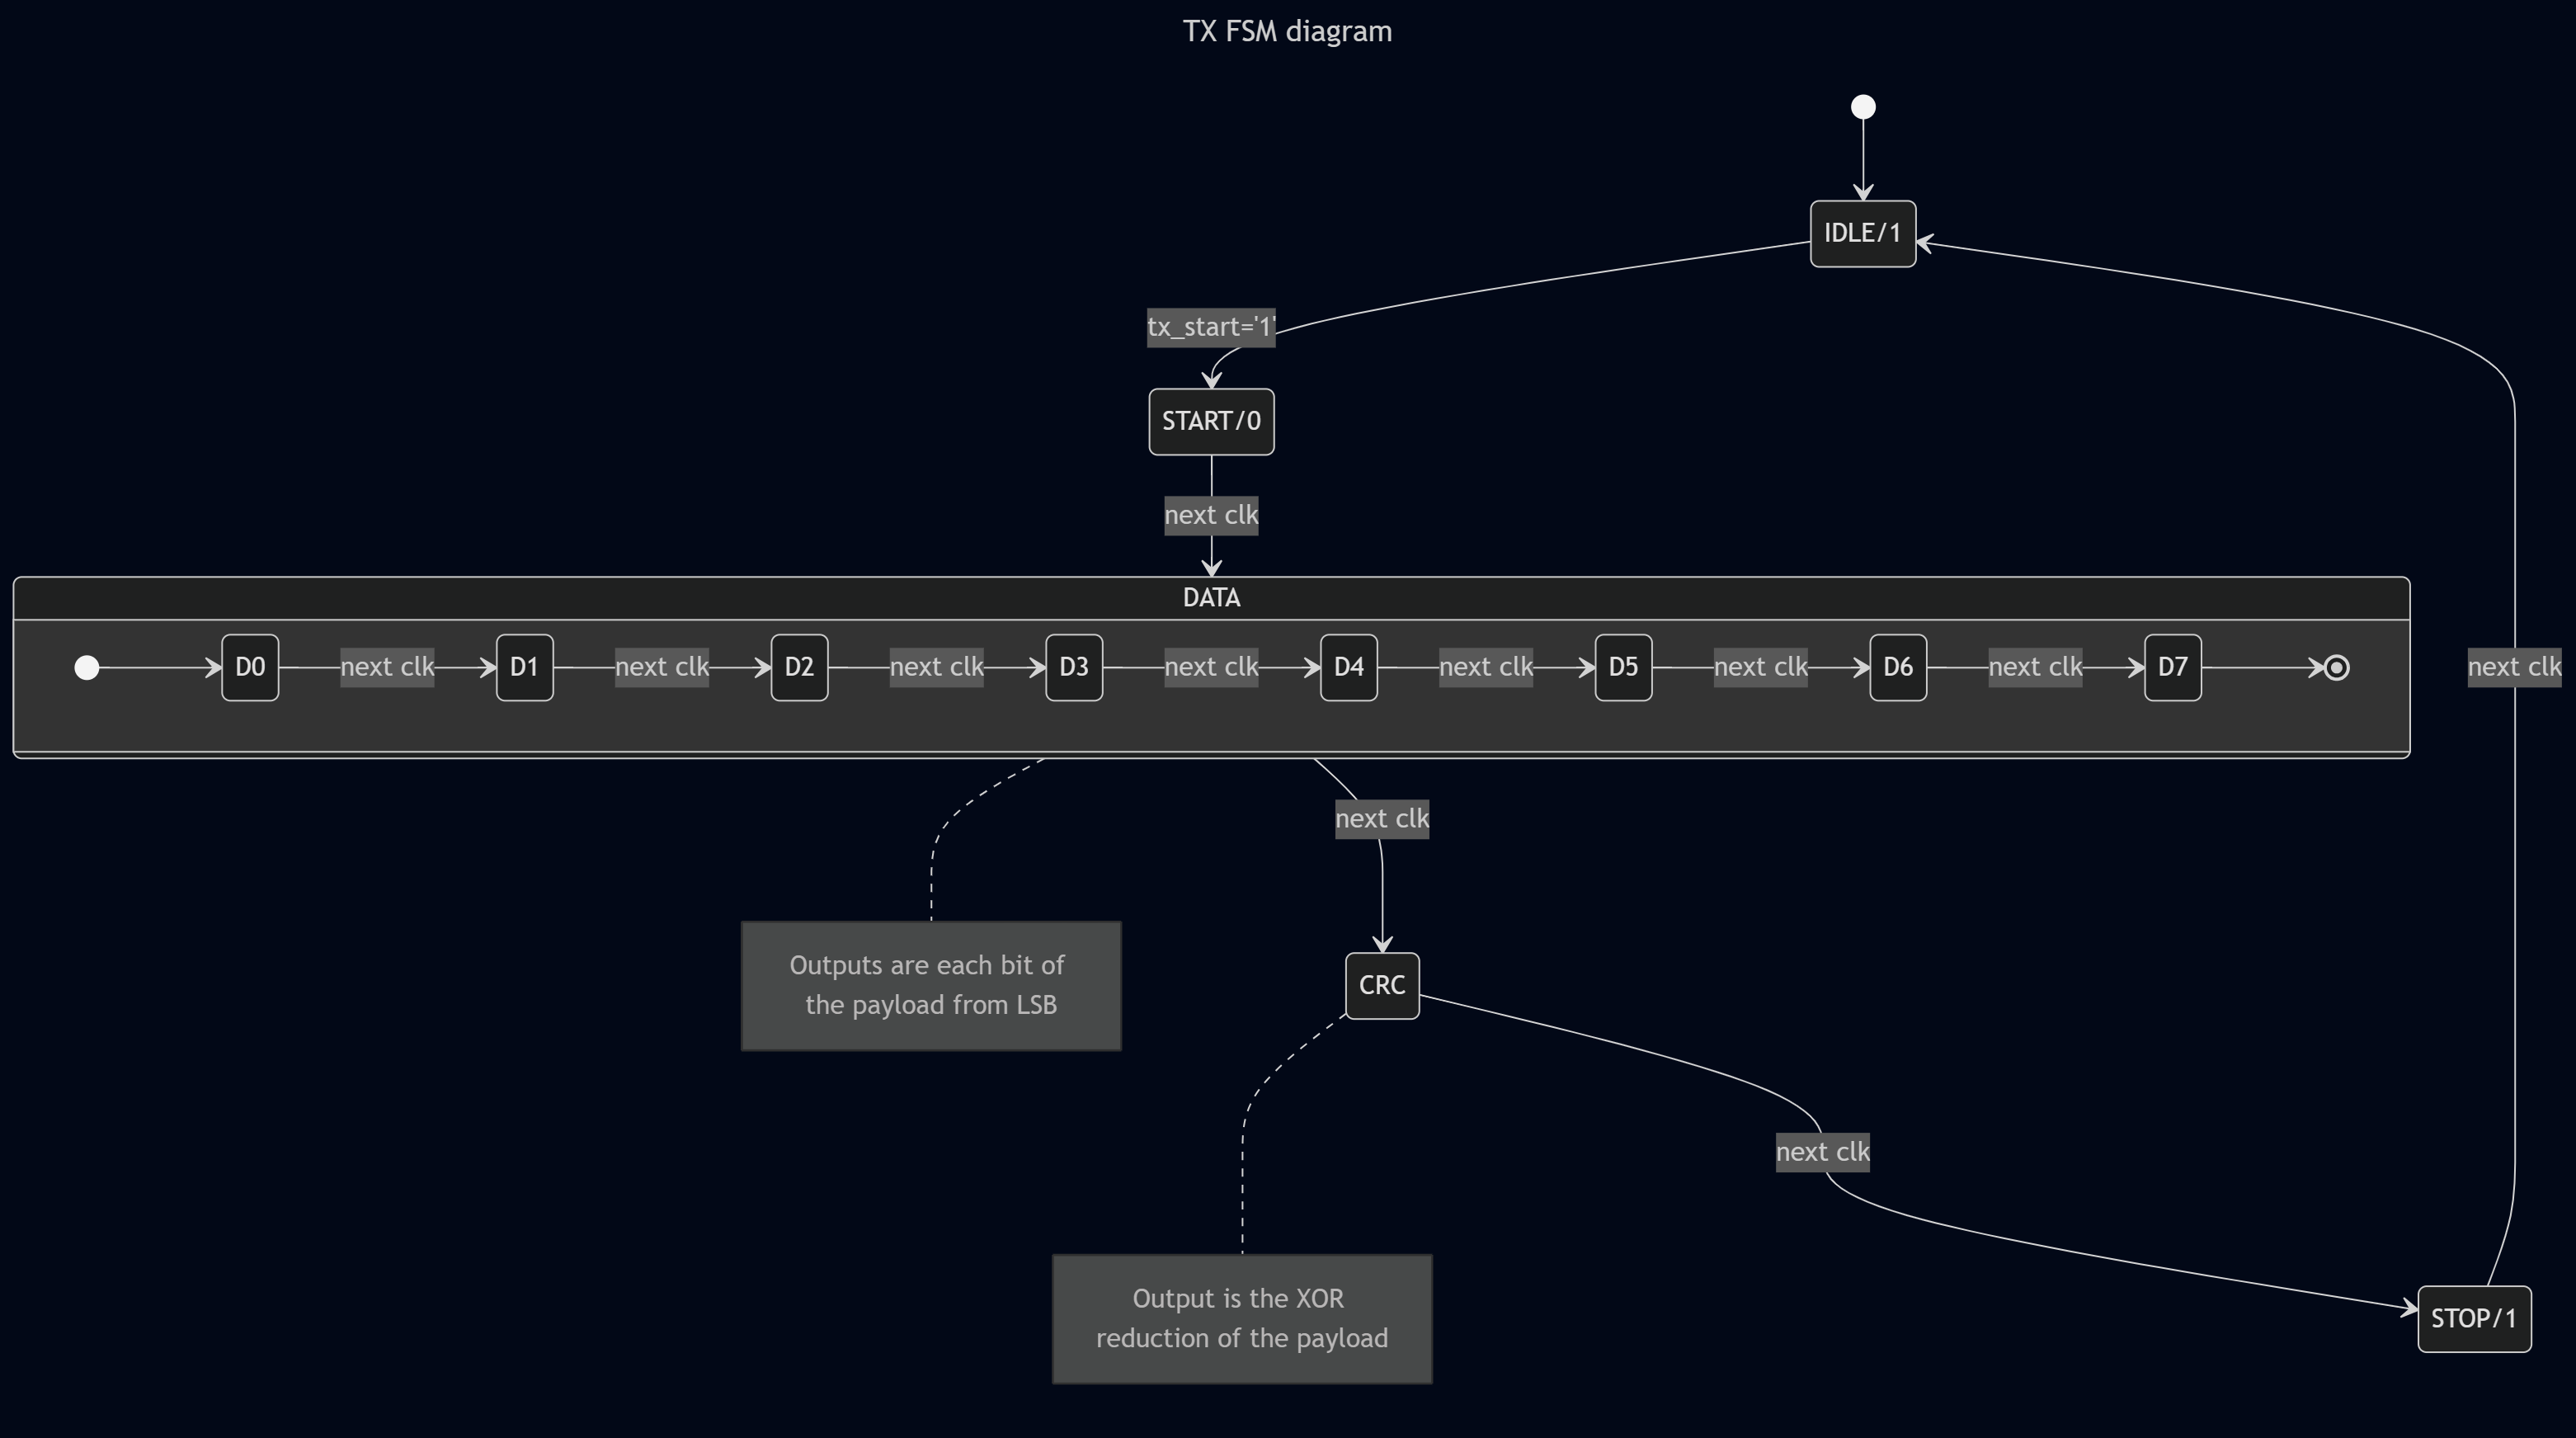 TX FSM diagram
IDLE/1
tx_start='1'
START/0
next clk
DATA
D0 next clk D1 next clk D2 next clk D3 next clk D4 next clk D5 next clk D6 next clk D7
next clk
next clk
Outputs are each bit of
the payload from LSB
CRC
next clk
Output is the XOR
reduction of the payload
STOP/1